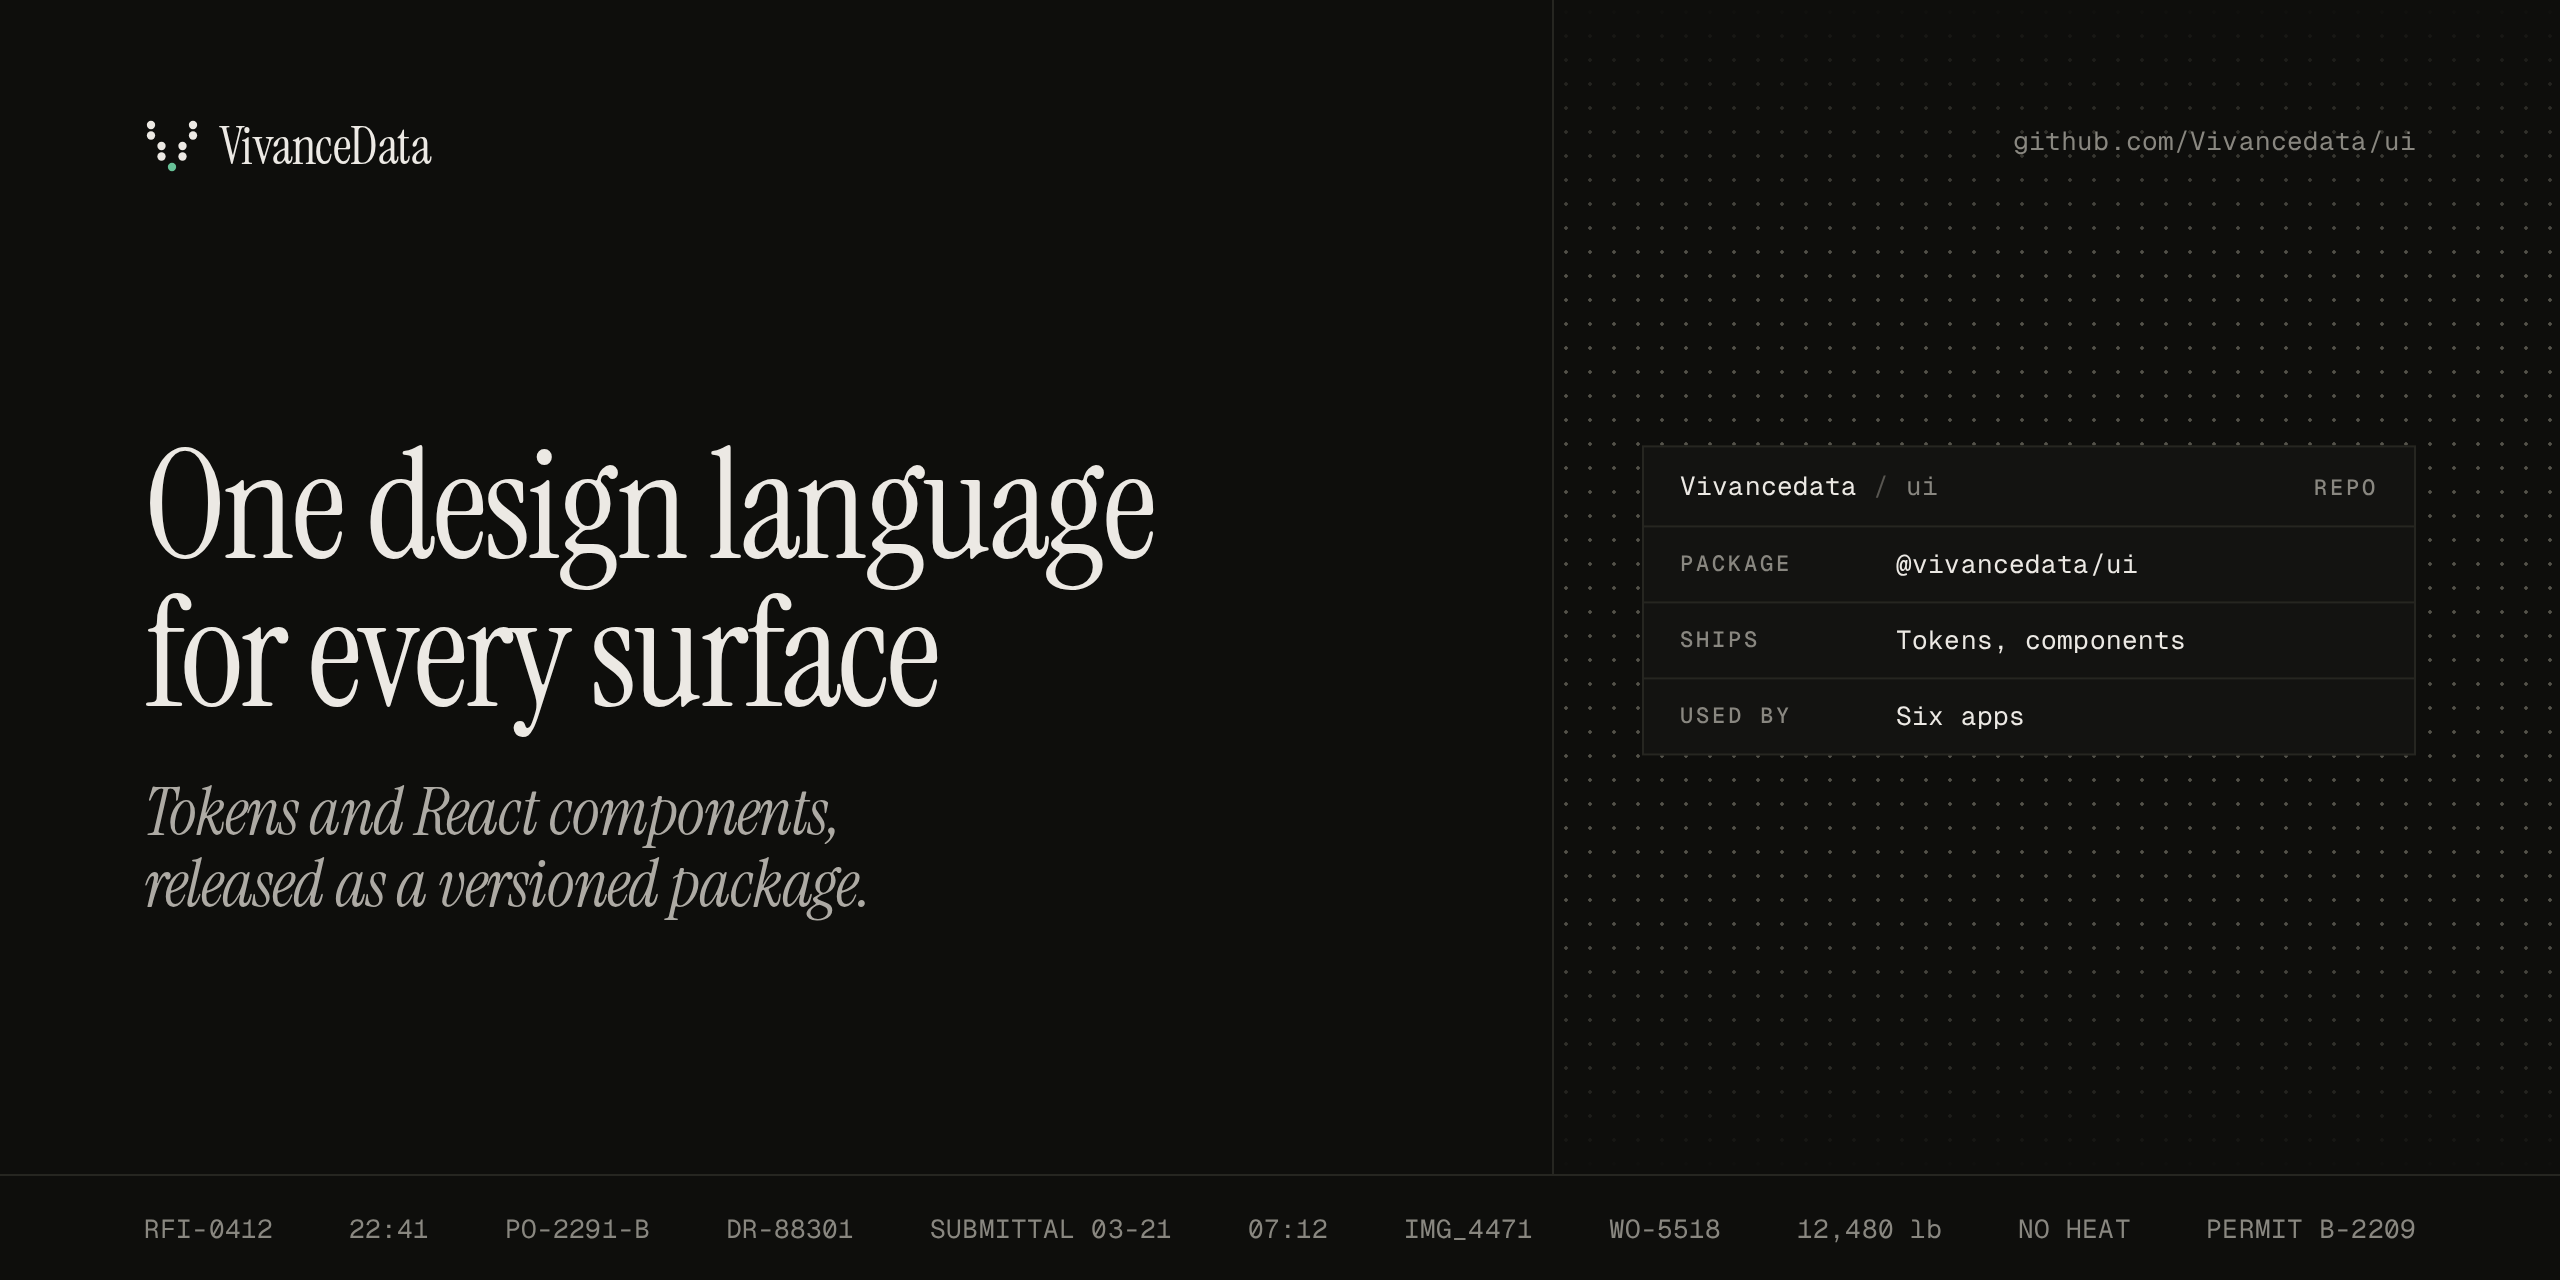 VivanceData
github.com/Vivancedata/ui
One design language
for every surface
Tokens and React components,
released as a versioned package.
Vivancedata / ui REPO
PACKAGE @vivancedata/ui
SHIPS Tokens, components
USED BY Six apps
RFI-0412 22:41 PO-2291-B DR-88301 SUBMITTAL 03-21 07:12 IMG_4471 WO-5518 12,480 lb NO HEAT PERMIT B-2209